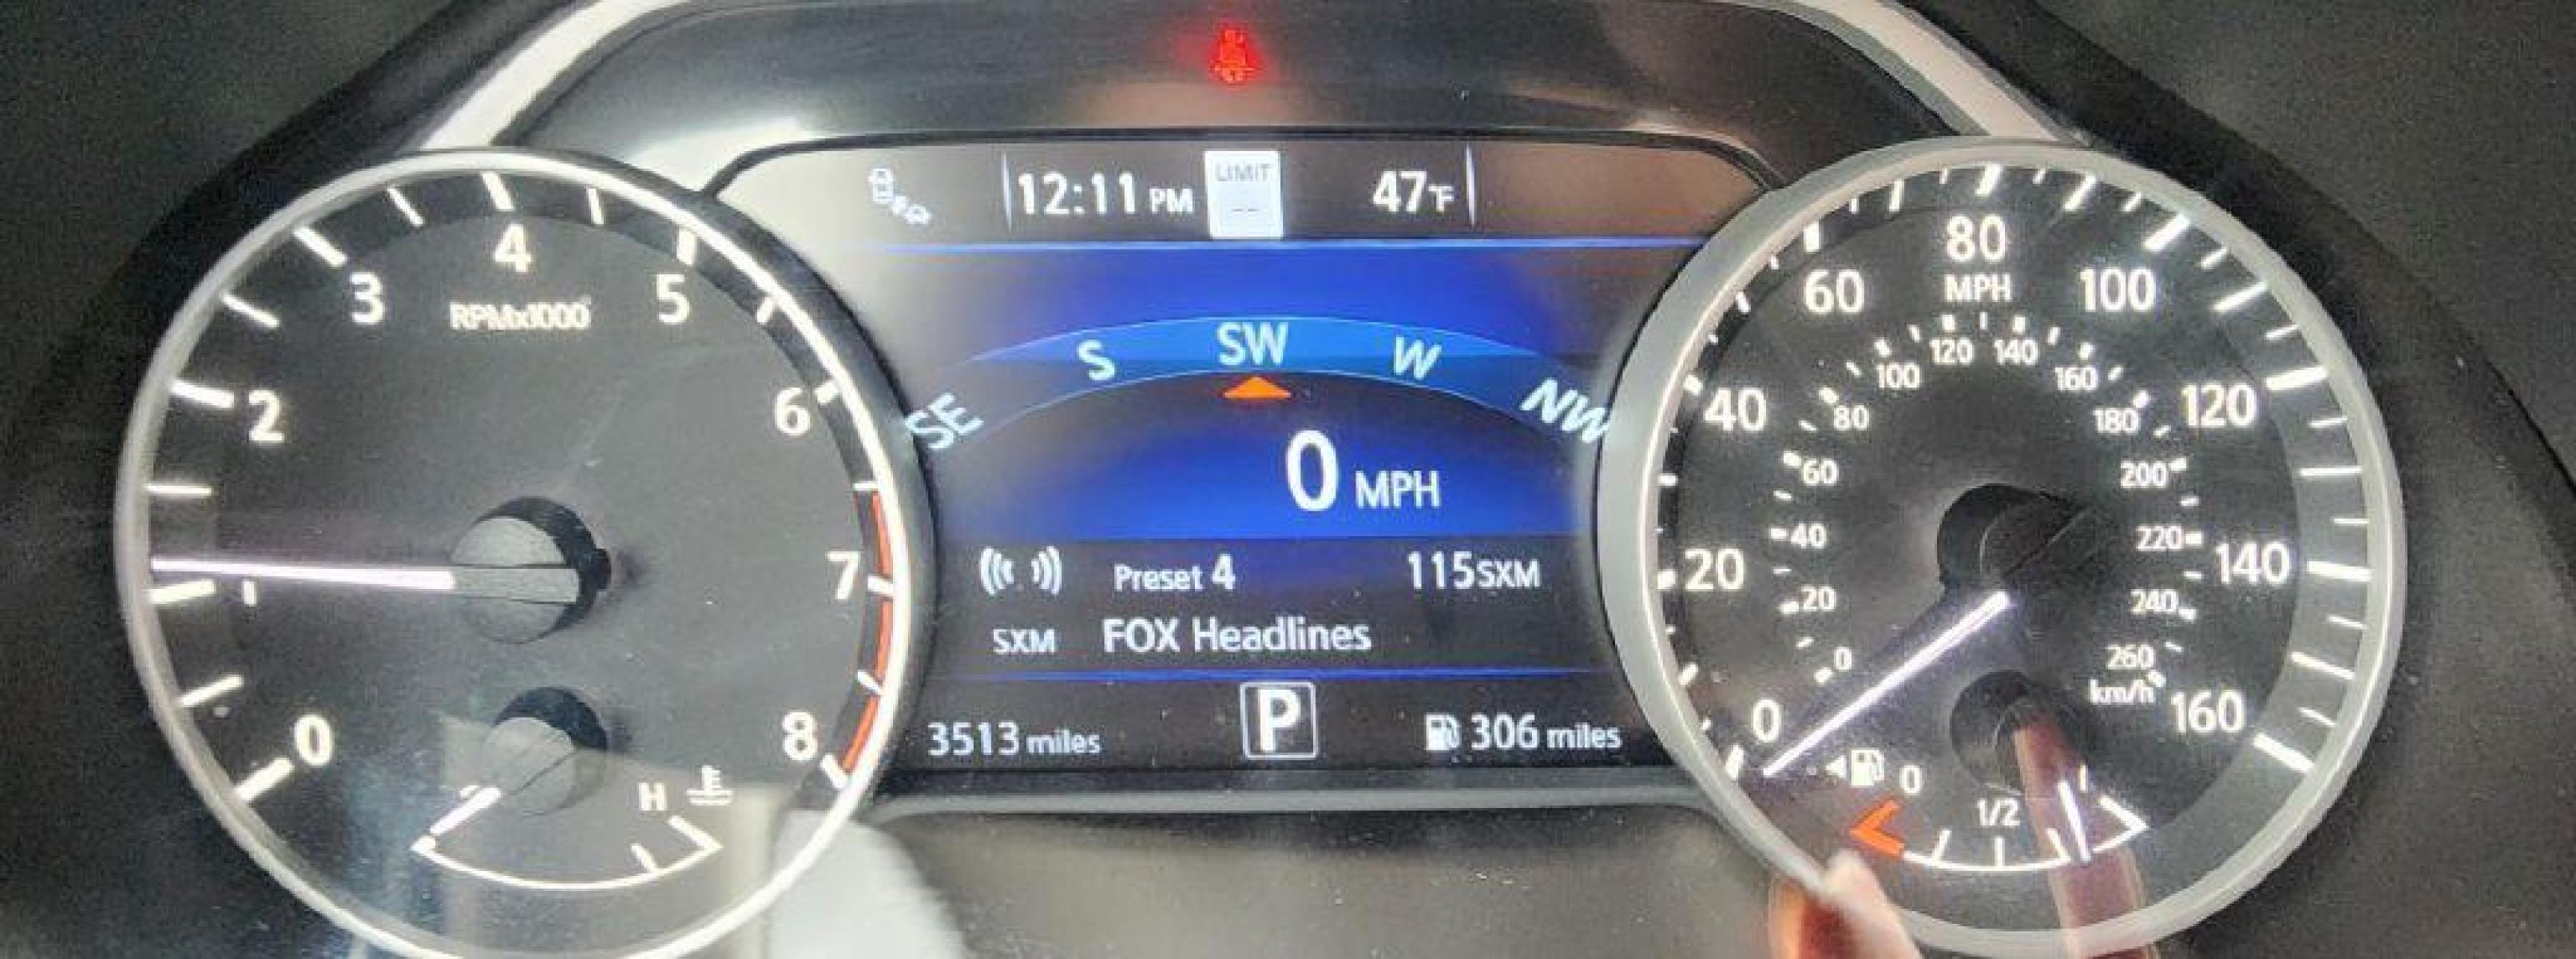 12:11 PM
LIMIT
--
47°F
0
1
2
3
4
5
6
7
8
RPMx1000
H
SE
S
SW
W
NW
0 MPH
Preset 4
115SXM
SXM
FOX Headlines
3513 miles
P
306 miles
0
20
40
60
80
100
120
140
160
MPH
0
20
40
60
80
100
120
140
160
180
200
220
240
260
km/h
0
1/2
1